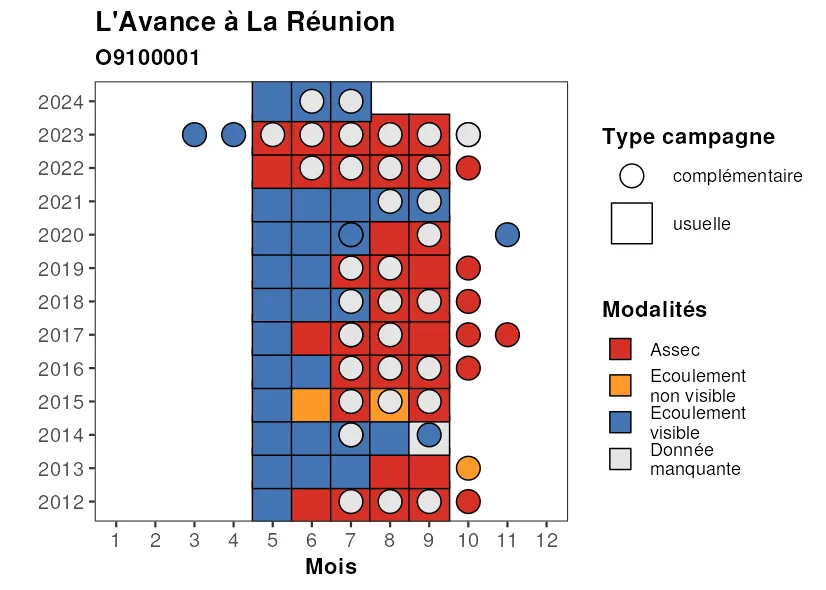 L'Avance à La Réunion
O9100001
2024
2023
2022
2021
2020
2019
2018
2017
2016
2015
2014
2013
2012
1 2 3 4 5 6 7 8 9 10 11 12
Mois
Type campagne
complémentaire
usuelle
Modalités
Assec
Ecoulement
non visible
Ecoulement
visible
Donnée
manquante